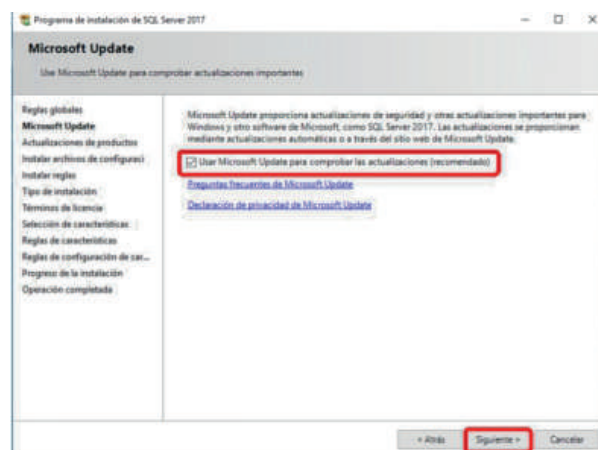 Programa de instalación de SQL Server 2017
Microsoft Update
Use Microsoft Update para comprobar actualizaciones importantes
Reglas globales
Microsoft Update
Actualizaciones de productos
Instalar archivos de configuraci
Instalar reglas
Tipo de instalación
Términos de licencia
Selección de características
Reglas de características
Reglas de configuración de car...
Progreso de la instalación
Operación completada
Microsoft Update proporciona actualizaciones de seguridad y otras actualizaciones importantes para
Windows y otro software de Microsoft, como SQL Server 2017. Las actualizaciones se proporcionan
mediante actualizaciones automáticas o a través del sitio web de Microsoft Update.
Usar Microsoft Update para comprobar las actualizaciones (recomendado)
Preguntas frecuentes de Microsoft Update
Declaración de privacidad de Microsoft Update
< Atrás
Siguiente >
Cancelar